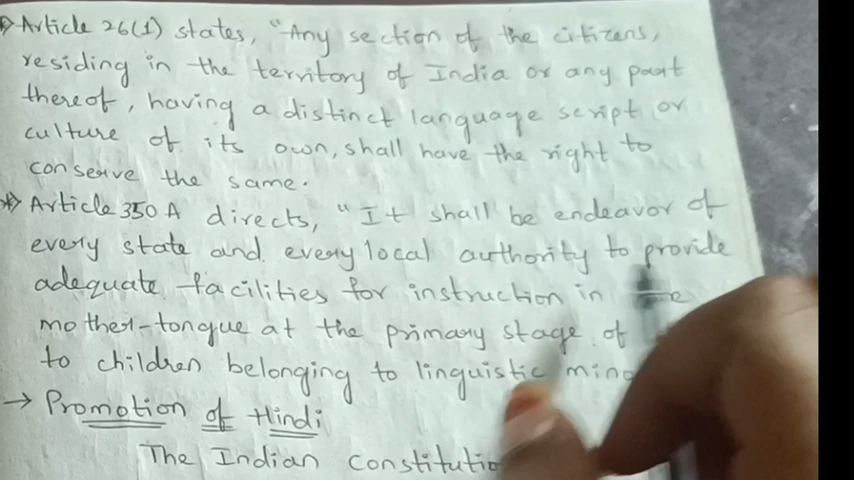 Article 26(1) states, "Any section of the citizens,
residing in the territory of India or any part
thereof, having a distinct language script or
culture of its own, shall have the right to
conserve the same.
* Article 350A directs, "It shall be endeavor of
every state and every local authority to provide
adequate facilities for instruction in
mother-tongue at the primary stage of
to children belonging to linguistic
→ Promotion of Hindi
The Indian